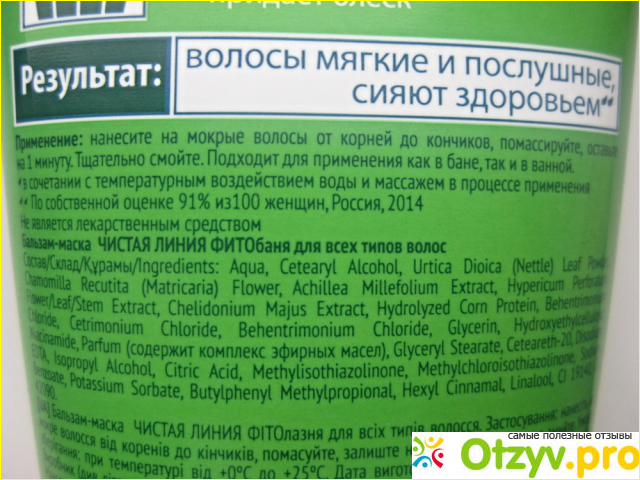 придает блеск
Результат:
ВОЛОСЫ МЯГКИЕ И ПОСЛУШНЫЕ,
СИЯЮТ ЗДОРОВЬЕМ**
Применение: нанесите на мокрые волосы от корней до кончиков, помассируйте, оставьте
на 1 минуту. Тщательно смойте. Подходит для применения как в бане, так и в ванной.
*в сочетании с температурным воздействием воды и массажем в процессе применения
** По собственной оценке 91% из100 женщин, Россия, 2014
Не является лекарственным средством
Бальзам-маска ЧИСТАЯ ЛИНИЯ ФИТОбаня для всех типов волос
Состав/Склад/Құрамы/Ingredients: Aqua, Cetearyl Alcohol, Urtica Dioica (Nettle) Leaf
Chamomilla Recutita (Matricaria) Flower, Achillea Millefolium Extract, Hypericum
Flower/Leaf/Stem Extract, Chelidonium Majus Extract, Hydrolyzed Corn Protein,
Chloride, Cetrimonium Chloride, Behentrimonium Chloride, Glycerin,
Niacinamide, Parfum (содержит комплекс эфирных масел), Glyceryl Stearate, Ceteareth-20,
EDTA, Isopropyl Alcohol, Citric Acid, Methylisothiazolinone, Methylchloroisothiazolinone,
Benzoate, Potassium Sorbate, Butylphenyl Methylpropional, Hexyl Cinnamal, Linalool, CI 19140,
42090.
[UA] Бальзам-маска ЧИСТАЯ ЛИНИЯ ФІТОлазня для всіх типів волосся. Застосування:
мокре волосся від коренів до кінчиків, помасуйте, залиште
при температурі від +0°C до +25°C. Дата
самые полезные отзывы
Otzyv.pro